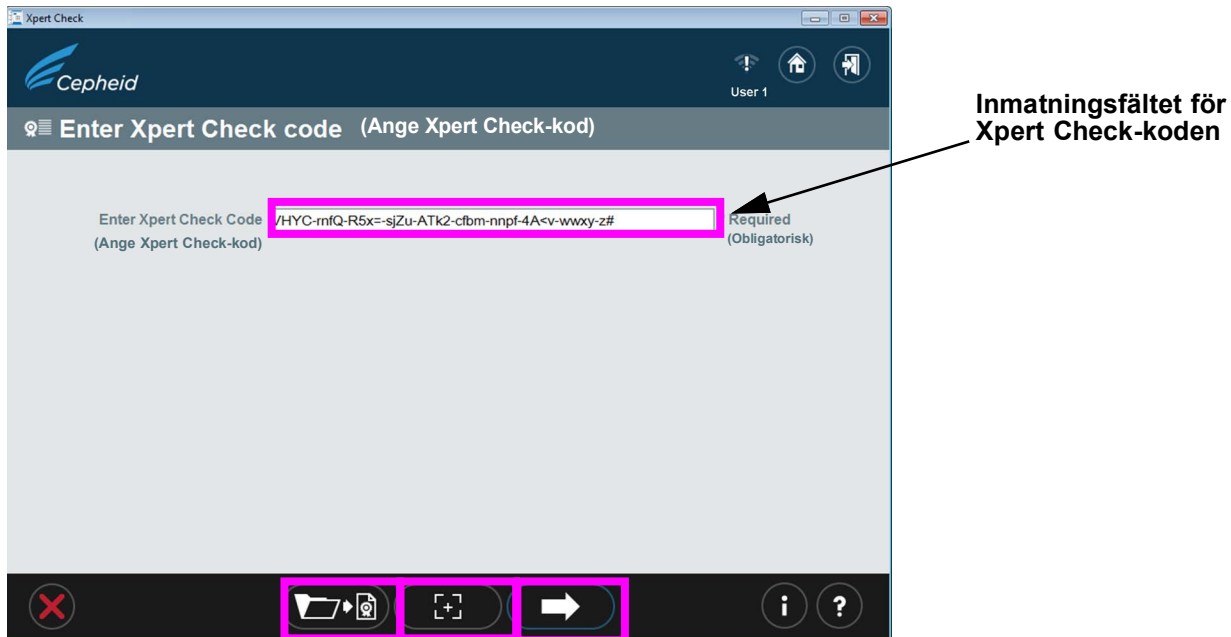 Xpert Check
Cepheid
User 1
Enter Xpert Check code (Ange Xpert Check-kod)
Inmatningsfältet för
Xpert Check-koden
Enter Xpert Check Code /HYC-rnfQ-R5x=-sjZu-ATk2-cfbm-nnpf-4A<v-wwxy-z# Required
(Ange Xpert Check-kod) (Obligatorisk)